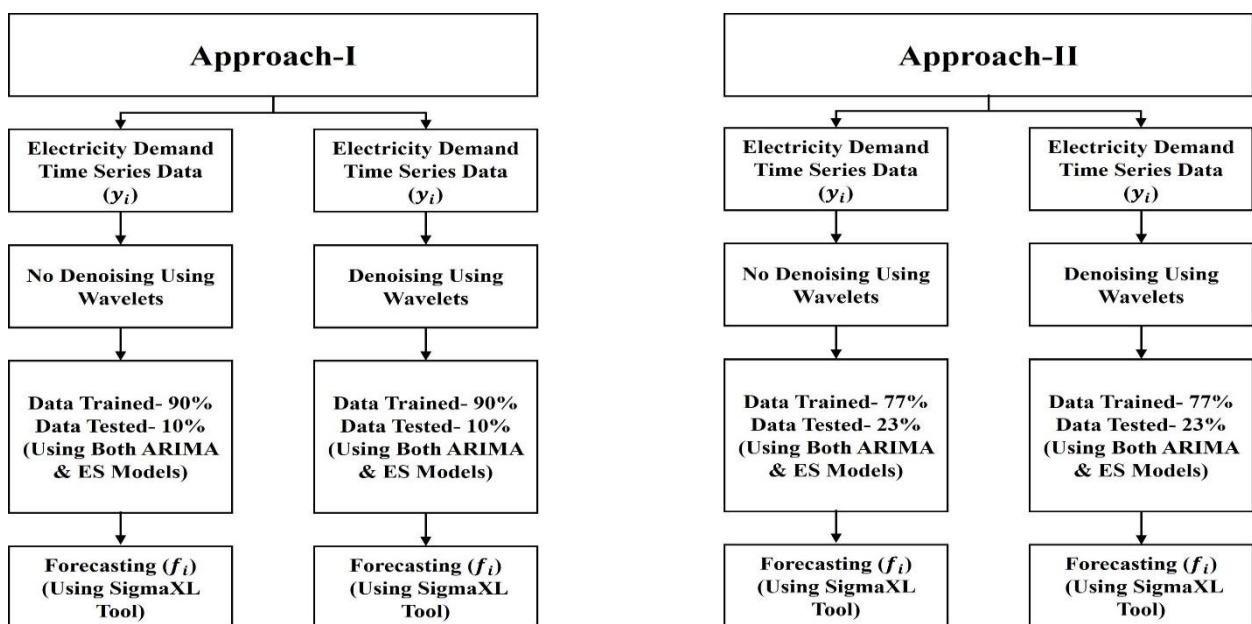 Approach-I
Electricity Demand
Time Series Data
(𝒚𝒊)
No Denoising Using
Wavelets
Data Trained- 90%
Data Tested- 10%
(Using Both ARIMA
& ES Models)
Forecasting (𝒇𝒊)
(Using SigmaXL
Tool)
Electricity Demand
Time Series Data
(𝒚𝒊)
Denoising Using
Wavelets
Data Trained- 90%
Data Tested- 10%
(Using Both ARIMA
& ES Models)
Forecasting (𝒇𝒊)
(Using SigmaXL
Tool)
Approach-II
Electricity Demand
Time Series Data
(𝒚𝒊)
No Denoising Using
Wavelets
Data Trained- 77%
Data Tested- 23%
(Using Both ARIMA
& ES Models)
Forecasting (𝒇𝒊)
(Using SigmaXL
Tool)
Electricity Demand
Time Series Data
(𝒚𝒊)
Denoising Using
Wavelets
Data Trained- 77%
Data Tested- 23%
(Using Both ARIMA
& ES Models)
Forecasting (𝒇𝒊)
(Using SigmaXL
Tool)